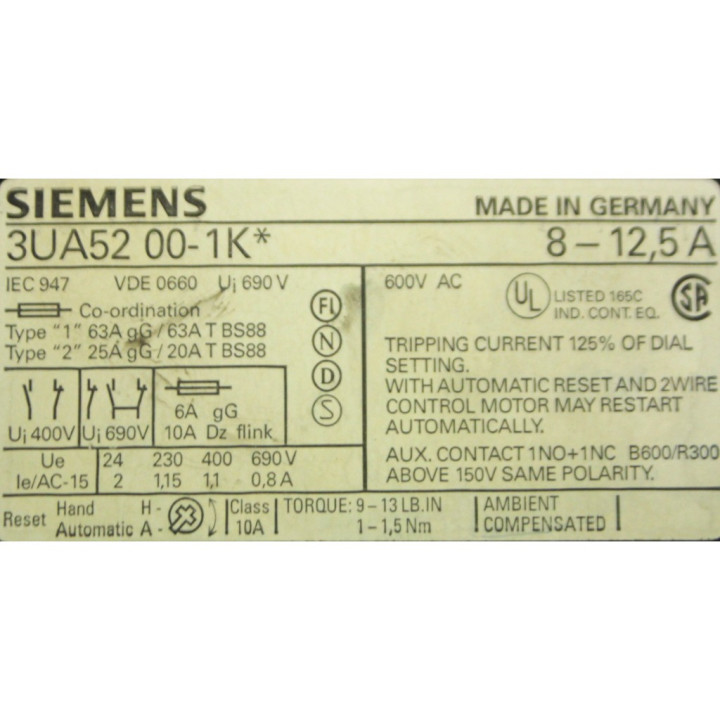 SIEMENS MADE IN GERMANY
3UA52 00-1K* 8–12,5 A
IEC 947 VDE 0660 Ui 690 V
Co-ordination
Type "1" 63A gG / 63A T BS88
Type "2" 25A gG / 20A T BS88
FI
N
D
S
Ui 400V Ui 690V
6A gG
10A Dz flink
Ue 24 230 400 690 V
Ie/AC-15 2 1,15 1,1 0,8 A
600V AC
UL LISTED 165C
IND. CONT. EQ.
SA
TRIPPING CURRENT 125% OF DIAL
SETTING.
WITH AUTOMATIC RESET AND 2WIRE
CONTROL MOTOR MAY RESTART
AUTOMATICALLY.
AUX. CONTACT 1NO+1NC B600/R300
ABOVE 150V SAME POLARITY.
Reset Hand H -
Automatic A -
Class
10A
TORQUE: 9–13 LB.IN
1–1,5 Nm
AMBIENT
COMPENSATED